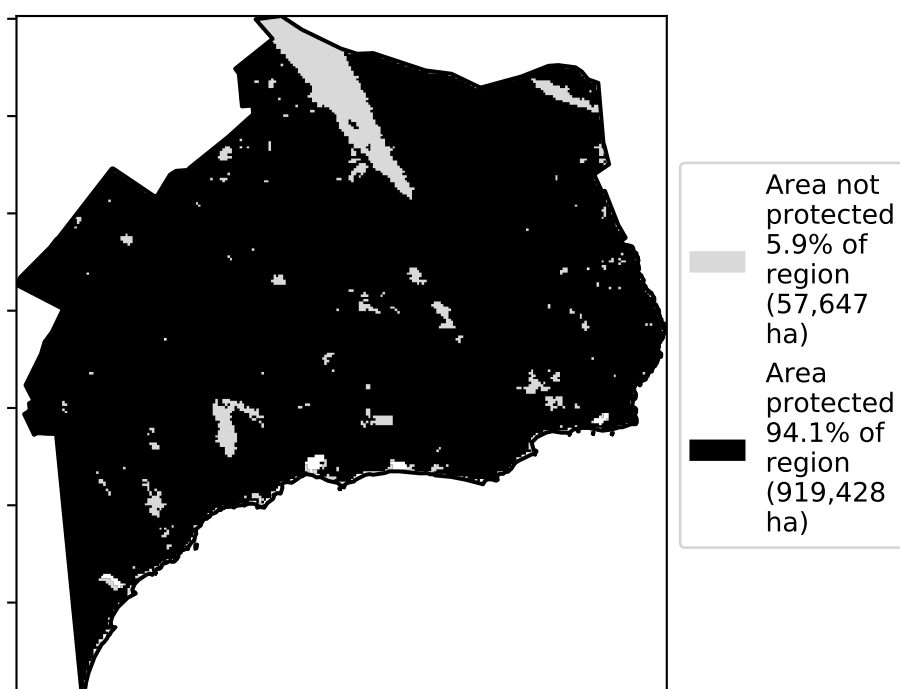 Area not
protected
5.9% of
region
(57,647
ha)
Area
protected
94.1% of
region
(919,428
ha)